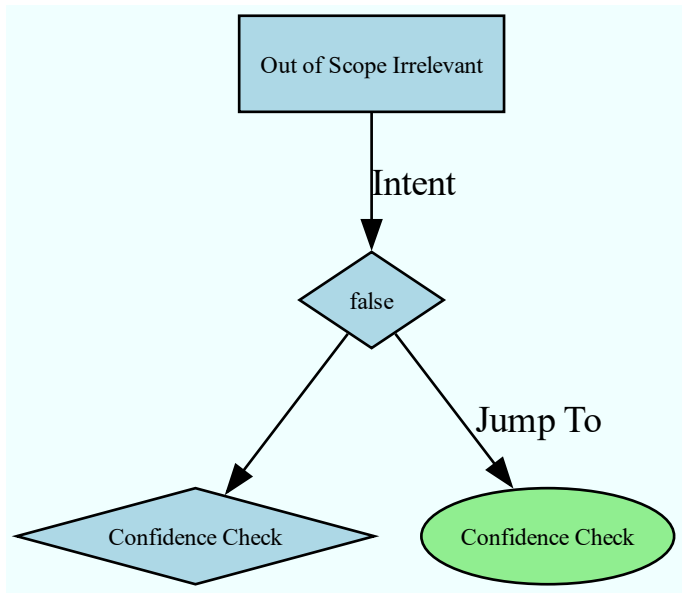 Out of Scope Irrelevant
Intent
false
Jump To
Confidence Check
Confidence Check